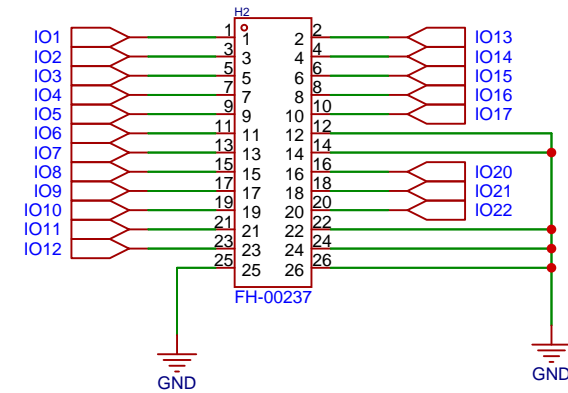 H2
IO1 1 1 2 2 IO13
IO2 3 3 4 4 IO14
IO3 5 5 6 6 IO15
IO4 7 7 8 8 IO16
IO5 9 9 10 10 IO17
IO6 11 11 12 12
IO7 13 13 14 14
IO8 15 15 16 16 IO20
IO9 17 17 18 18 IO21
IO10 19 19 20 20 IO22
IO11 21 21 22 22
IO12 23 23 24 24
25 25 26 26
FH-00237
GND GND